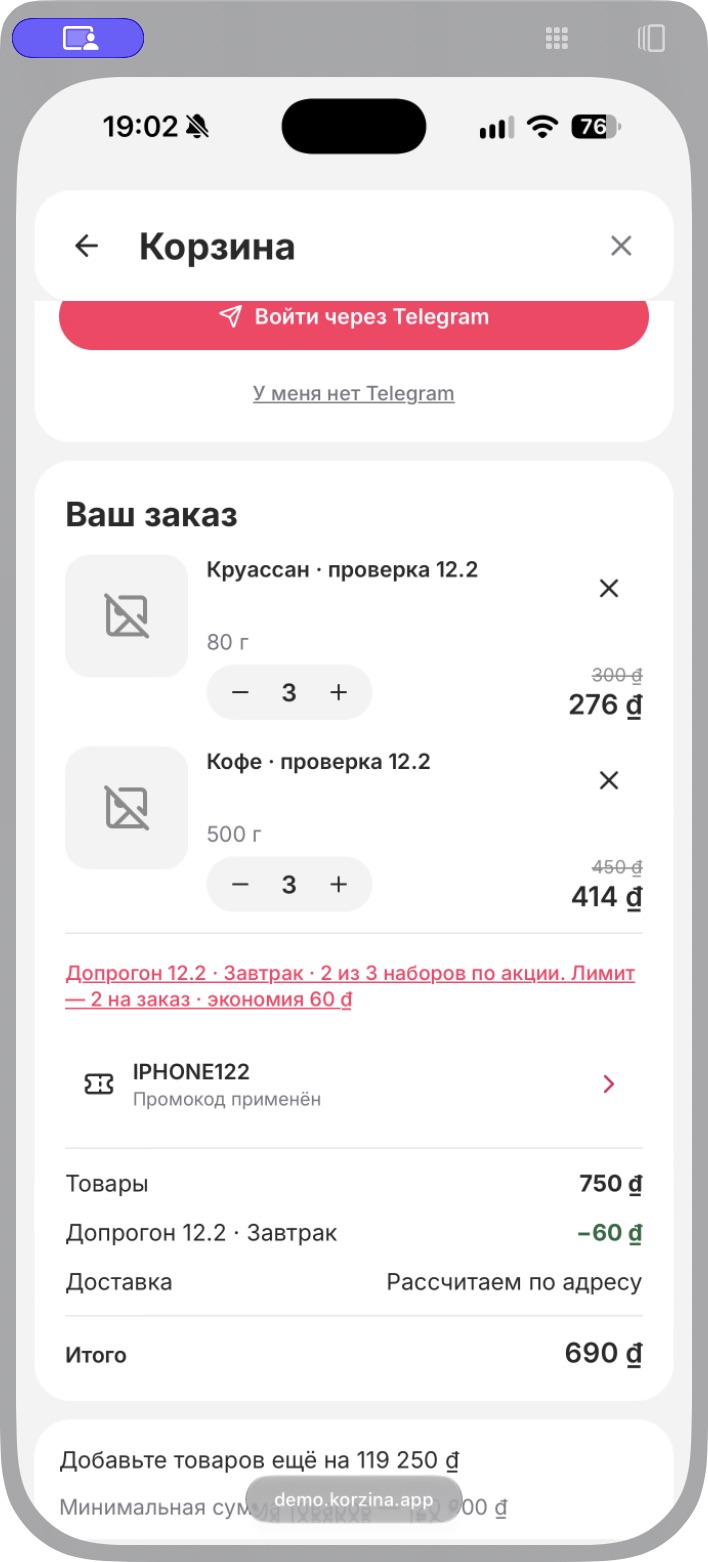 19:02
76
Корзина
Войти через Telegram
У меня нет Telegram
Ваш заказ
Круассан · проверка 12.2
80 г
300 ₫
− 3 +
276 ₫
Кофе · проверка 12.2
500 г
450 ₫
− 3 +
414 ₫
Допрогон 12.2 · Завтрак · 2 из 3 наборов по акции. Лимит
— 2 на заказ · экономия 60 ₫
IPHONE122
Промокод применён
Товары 750 ₫
Допрогон 12.2 · Завтрак −60 ₫
Доставка Рассчитаем по адресу
Итого 690 ₫
Добавьте товаров ещё на 119 250 ₫
Минимальная ₫
demo.korzina.app